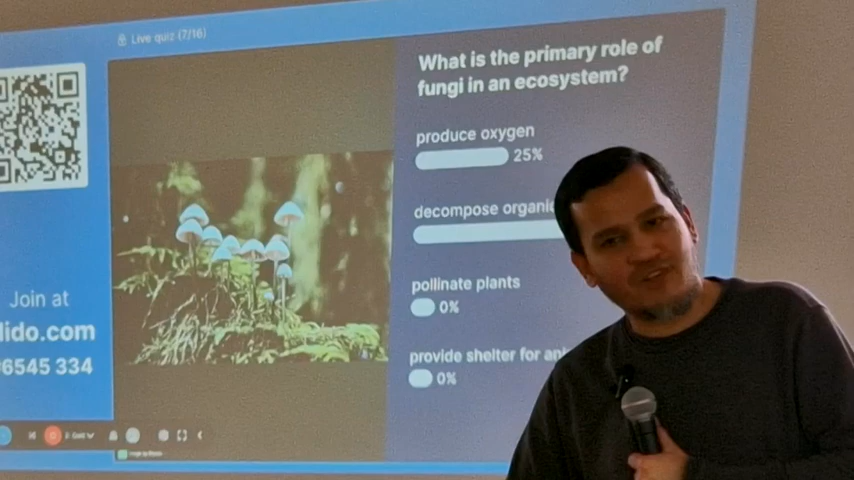 Live quiz (7/16)
What is the primary role of
fungi in an ecosystem?
produce oxygen
25%
decompose organic
pollinate plants
0%
provide shelter for ani
0%
Join at
lido.com
6545 334